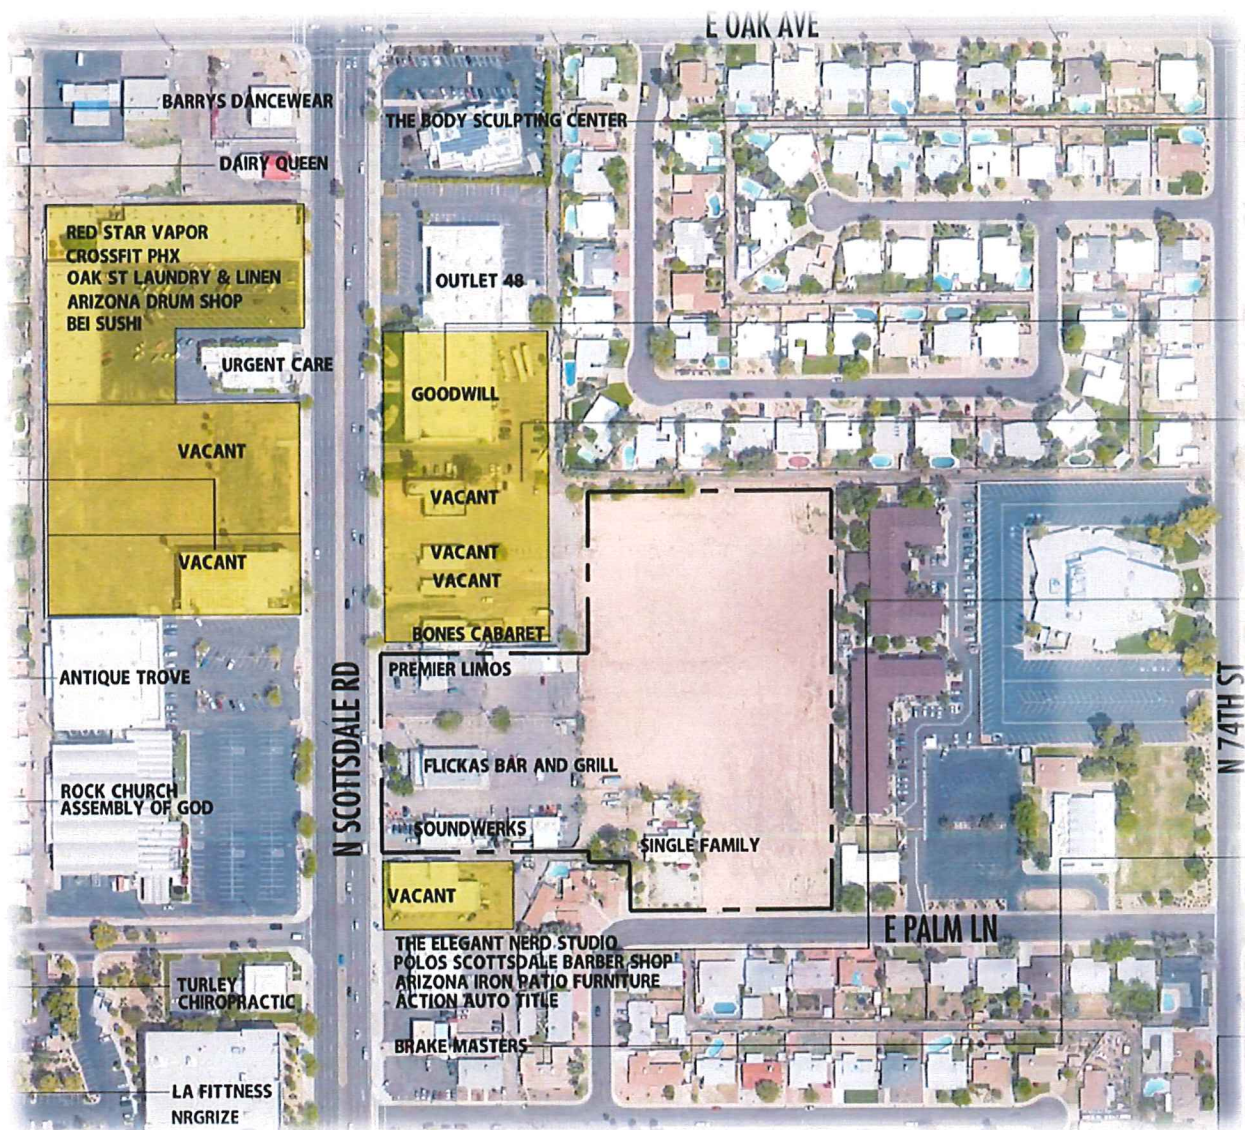 E OAK AVE
BARRYS DANCEWEAR
THE BODY SCULPTING CENTER
DAIRY QUEEN
RED STAR VAPOR
CROSSFIT PHX
OAK ST LAUNDRY & LINEN
ARIZONA DRUM SHOP
BEI SUSHI
OUTLET 48
URGENT CARE
GOODWILL
VACANT
VACANT
VACANT
VACANT
VACANT
BONES CABARET
PREMIER LIMOS
ANTIQUE TROVE
N SCOTTSDALE RD
N 74TH ST
FLICKAS BAR AND GRILL
ROCK CHURCH
ASSEMBLY OF GOD
SOUNDWERKS
SINGLE FAMILY
VACANT
E PALM LN
THE ELEGANT NERD STUDIO
POLOS SCOTTSDALE BARBER SHOP
ARIZONA IRON PATIO FURNITURE
ACTION AUTO TITLE
TURLEY
CHIROPRACTIC
BRAKE MASTERS
LA FITTNESS
NRGRIZE